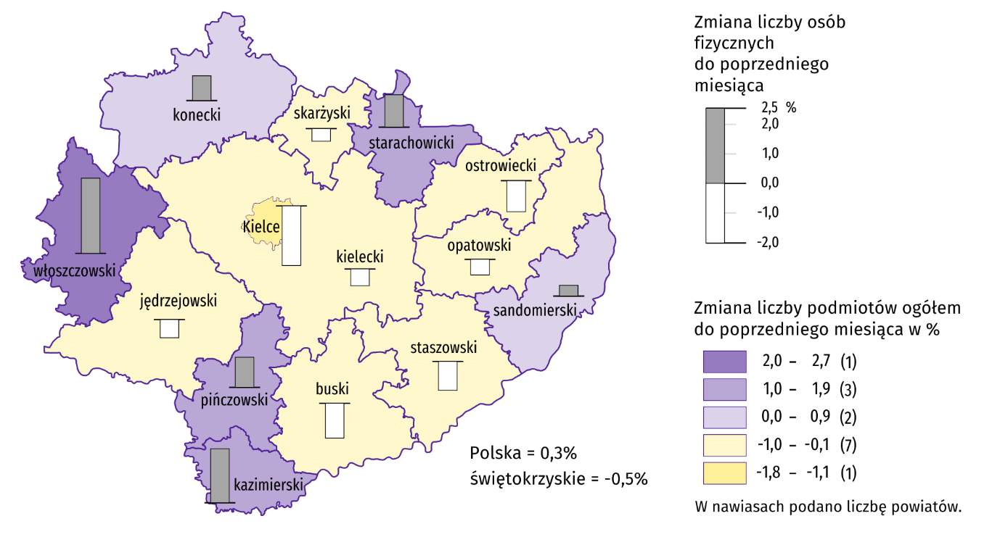 Zmiana liczby osób
fizycznych
do poprzedniego
miesiąca
2,5 %
2,0
1,0
0,0
-1,0
-2,0
konecki
skarżyski
starachowicki
ostrowiecki
Kielce
opatowski
kielecki
włoszczowski
jędrzejowski
sandomierski
staszowski
buski
pińczowski
kazimierski
Polska = 0,3%
świętokrzyskie = -0,5%
Zmiana liczby podmiotów ogółem
do poprzedniego miesiąca w %
2,0 – 2,7 (1)
1,0 – 1,9 (3)
0,0 – 0,9 (2)
-1,0 – -0,1 (7)
-1,8 – -1,1 (1)
W nawiasach podano liczbę powiatów.